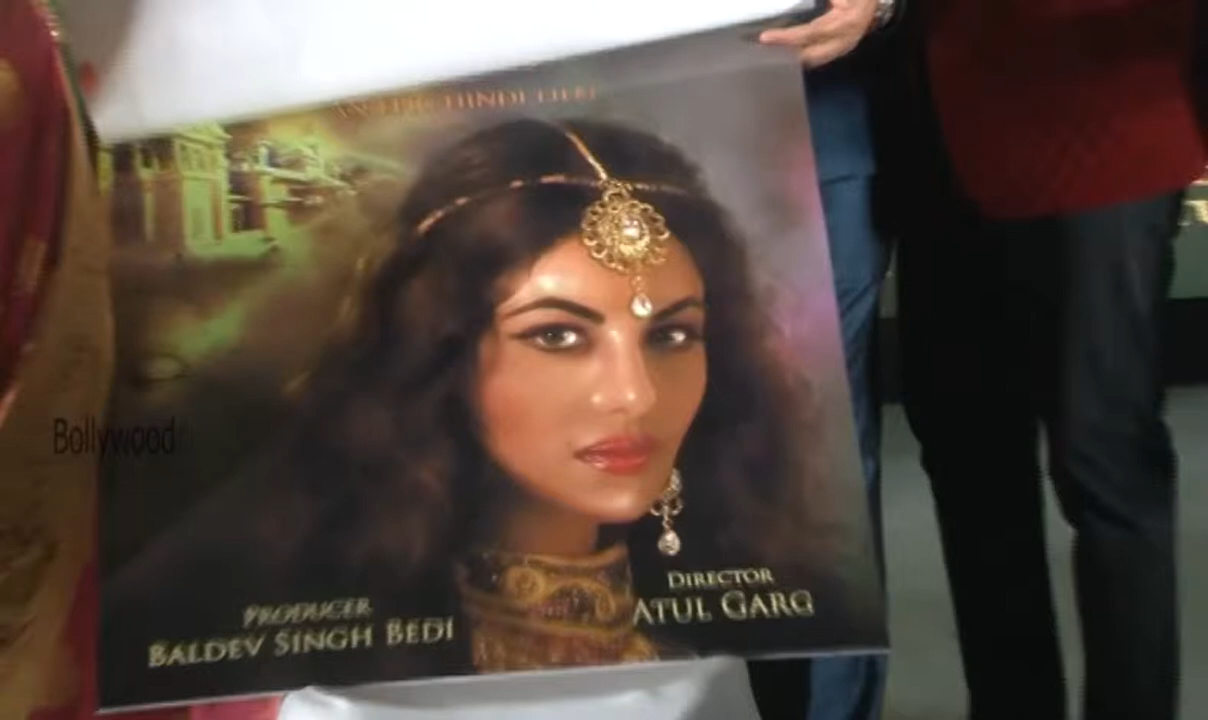 Bollywood
PRODUCER
BALDEV SINGH BEDI
DIRECTOR
ATUL GARG